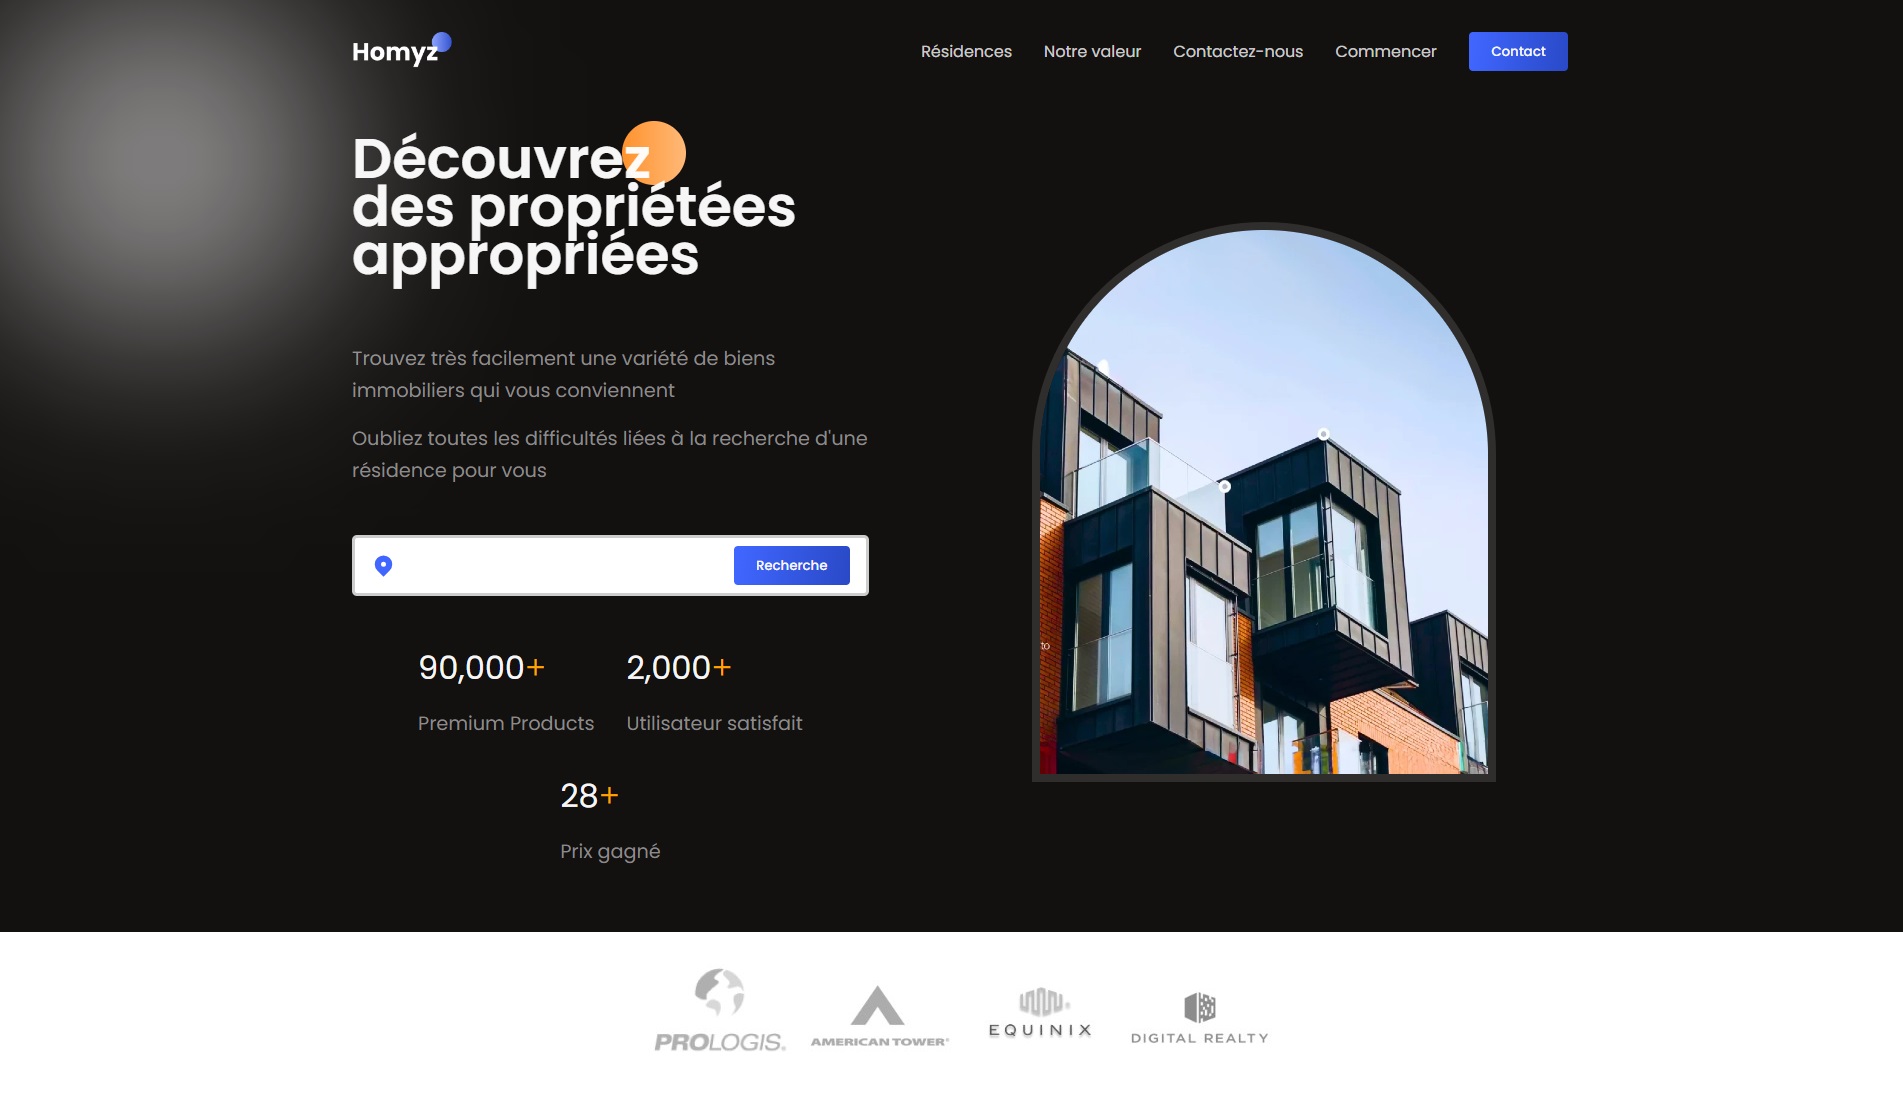 Homyz
Résidences
Notre valeur
Contactez-nous
Commencer
Contact
Découvrez
des propriétées
appropriées
Trouvez très facilement une variété de biens
immobiliers qui vous conviennent
Oubliez toutes les difficultés liées à la recherche d'une
résidence pour vous
Recherche
90,000+
2,000+
Premium Products
Utilisateur satisfait
28+
Prix gagné
to
PROLOGIS®
AMERICAN TOWER®
EQUINIX
DIGITAL REALTY